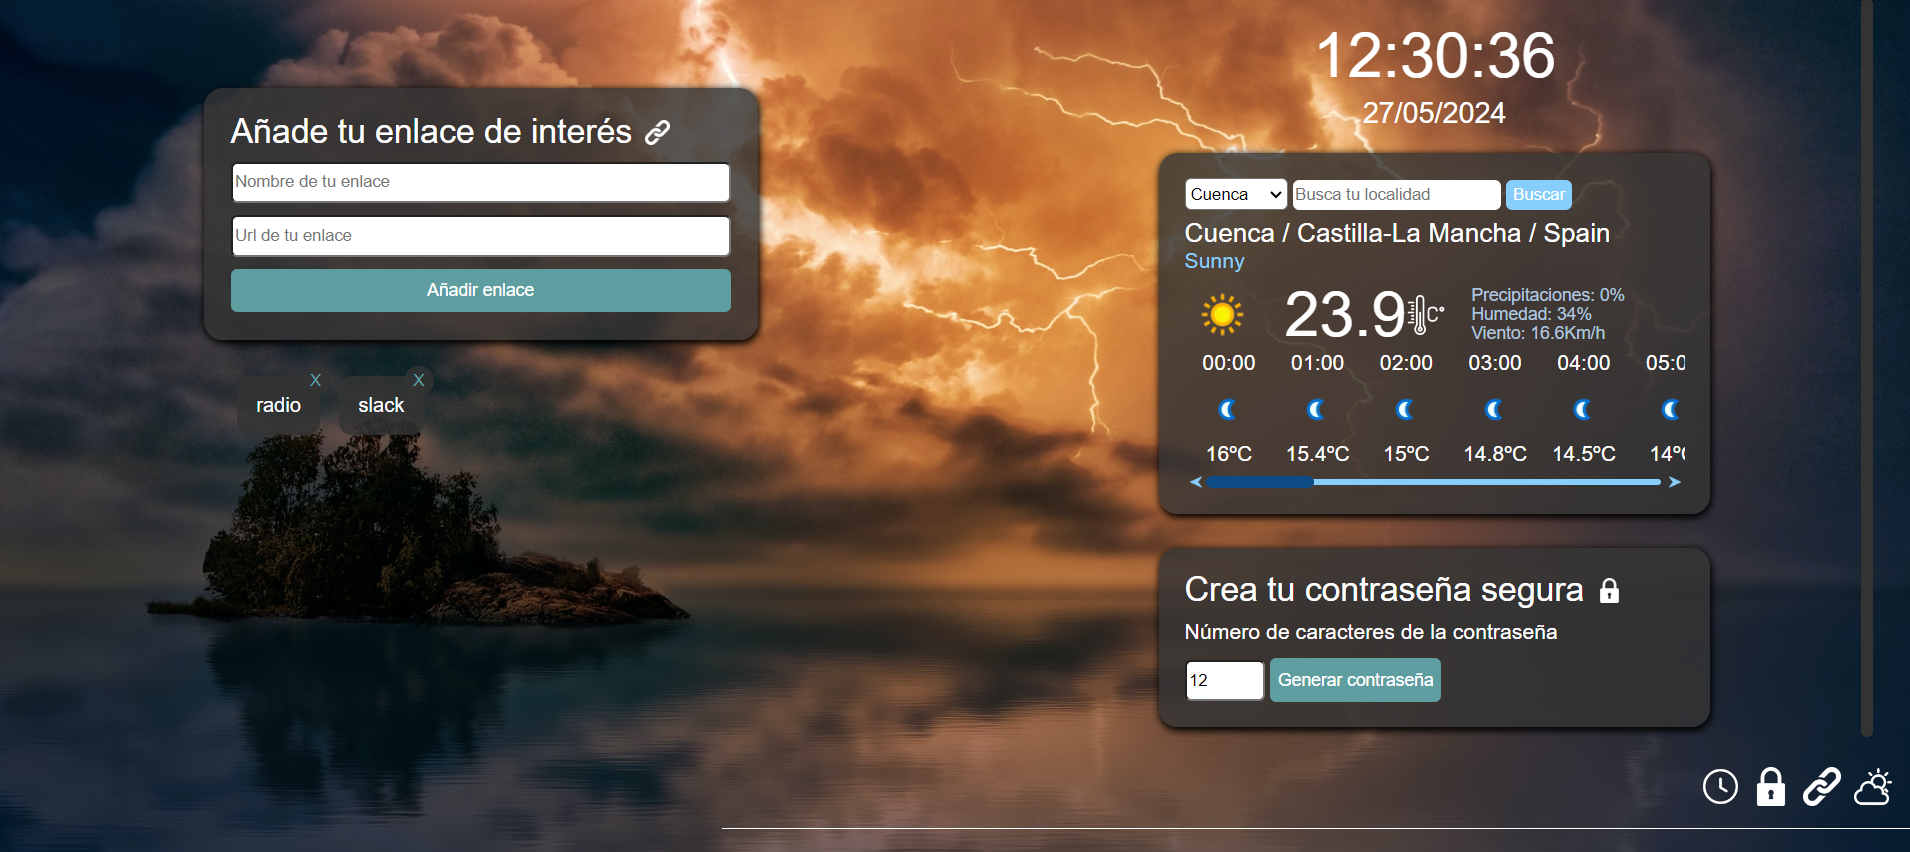 12:30:36
27/05/2024
Añade tu enlace de interés
Nombre de tu enlace
Url de tu enlace
Añadir enlace
X
radio
X
slack
Cuenca
Busca tu localidad
Buscar
Cuenca / Castilla-La Mancha / Spain
Sunny
23.9
C°
Precipitaciones: 0%
Humedad: 34%
Viento: 16.6Km/h
00:00 01:00 02:00 03:00 04:00 05:0
16ºC 15.4ºC 15ºC 14.8ºC 14.5ºC 14º
Crea tu contraseña segura
Número de caracteres de la contraseña
12
Generar contraseña